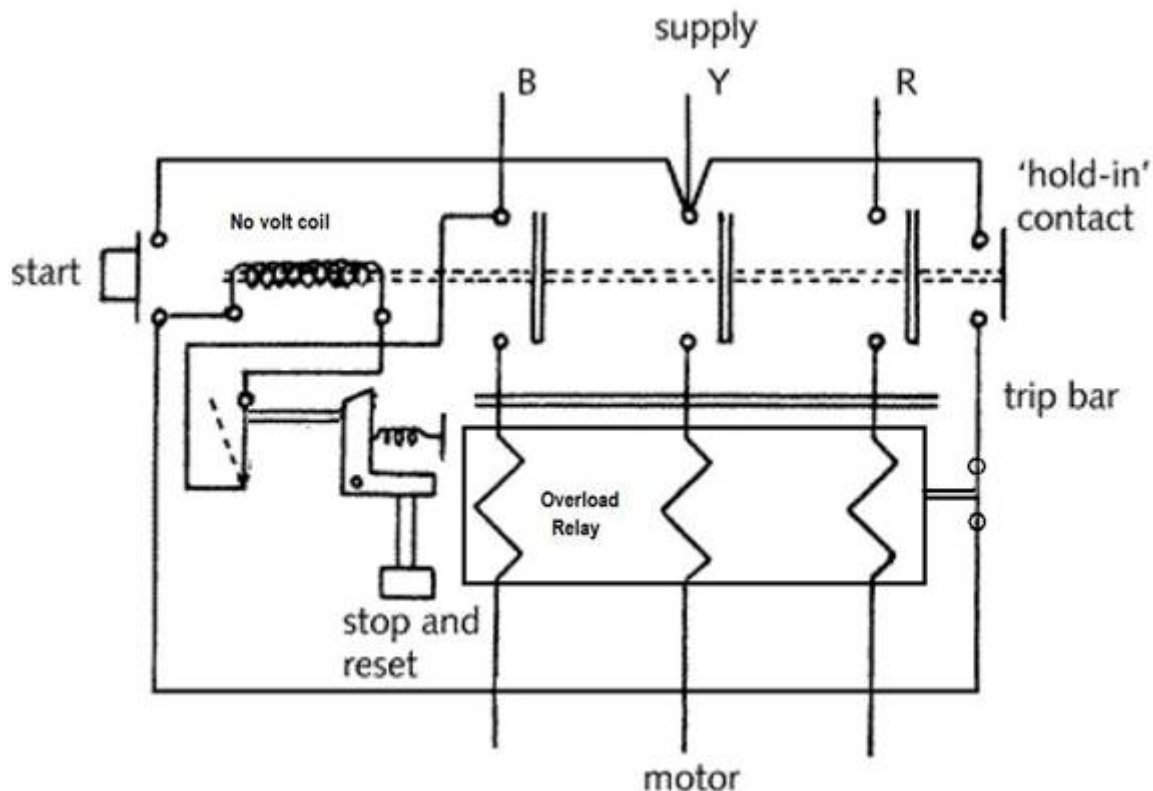 supply
B
Y
R
'hold-in'
contact
No volt coil
start
trip bar
Overload
Relay
stop and
reset
motor